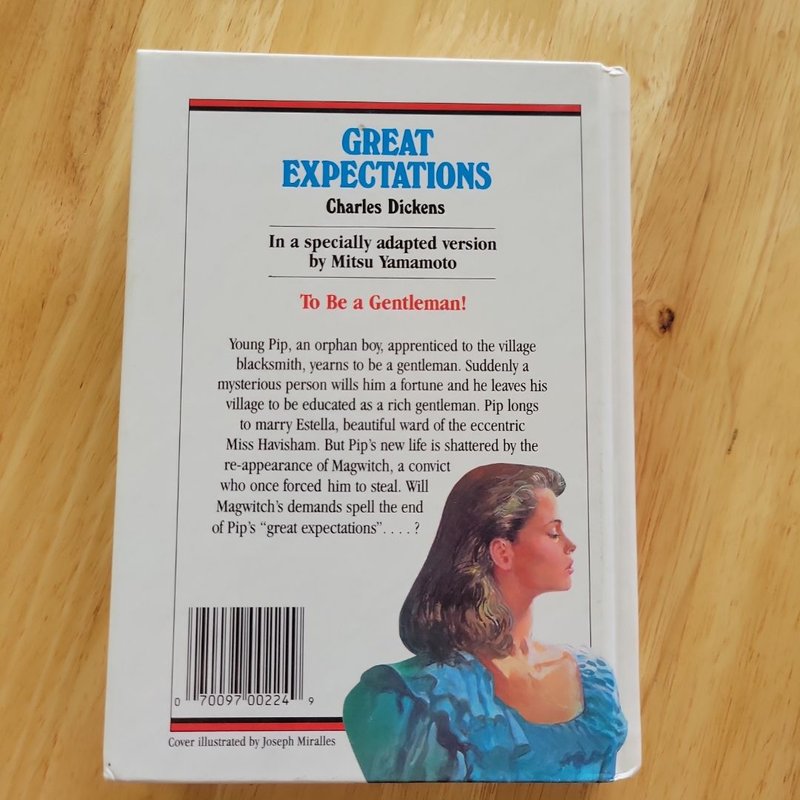 GREAT
EXPECTATIONS
Charles Dickens
In a specially adapted version
by Mitsu Yamamoto
To Be a Gentleman!
Young Pip, an orphan boy, apprenticed to the village
blacksmith, yearns to be a gentleman. Suddenly a
mysterious person wills him a fortune and he leaves his
village to be educated as a rich gentleman. Pip longs
to marry Estella, beautiful ward of the eccentric
Miss Havisham. But Pip's new life is shattered by the
re-appearance of Magwitch, a convict
who once forced him to steal. Will
Magwitch's demands spell the end
of Pip's "great expectations". . . . ?
0 70097 00224 9
Cover illustrated by Joseph Miralles